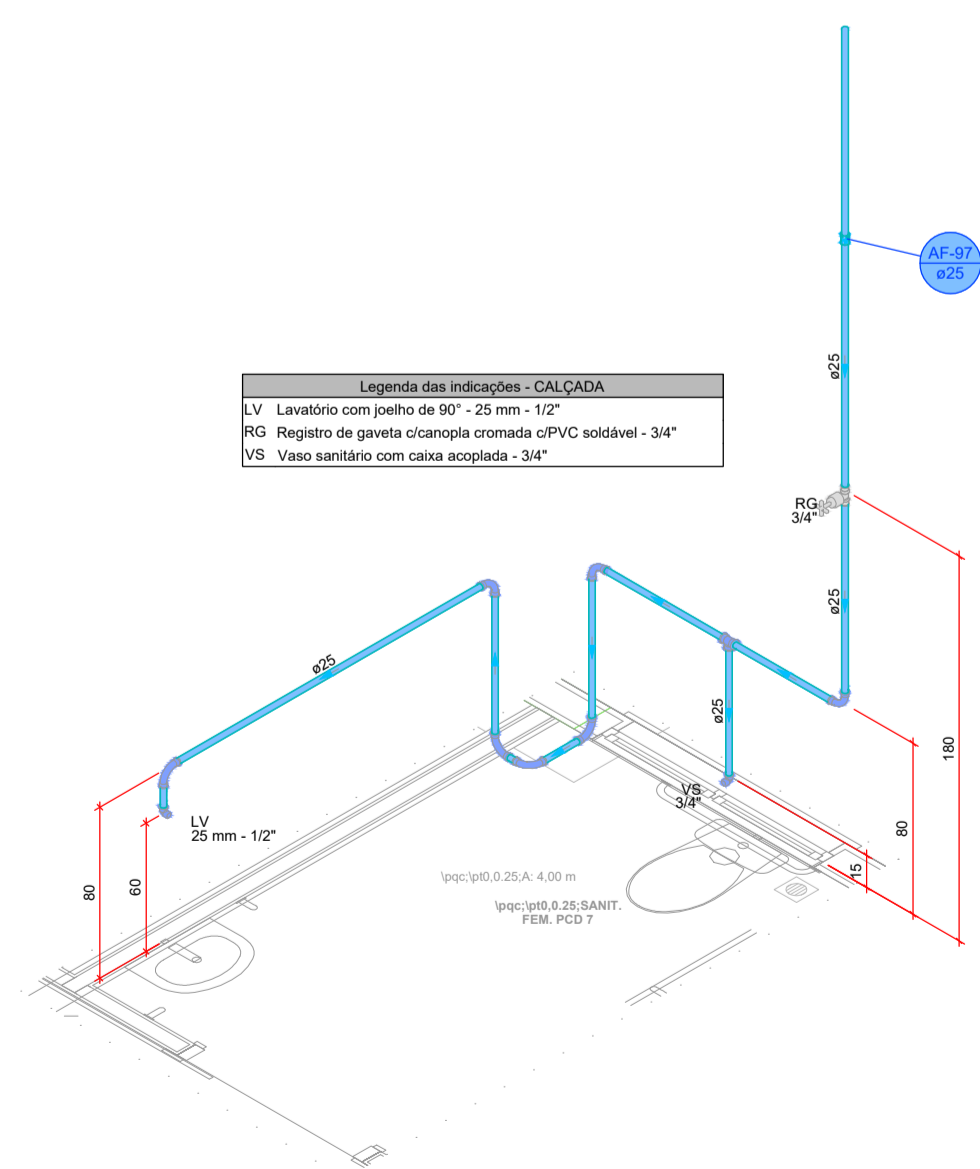 AF-97
ø25
ø25
Legenda das indicações - CALÇADA
LV Lavatório com joelho de 90° - 25 mm - 1/2"
RG Registro de gaveta c/canopla cromada c/PVC soldável - 3/4"
VS Vaso sanitário com caixa acoplada - 3/4"
RG
3/4"
ø25
ø25
ø25
180
VS
3/4"
LV
25 mm - 1/2"
80
80
60
15
\pqc;\pt0,0.25;A: 4,00 m
\pqc;\pt0,0.25;SANIT.
FEM. PCD 7